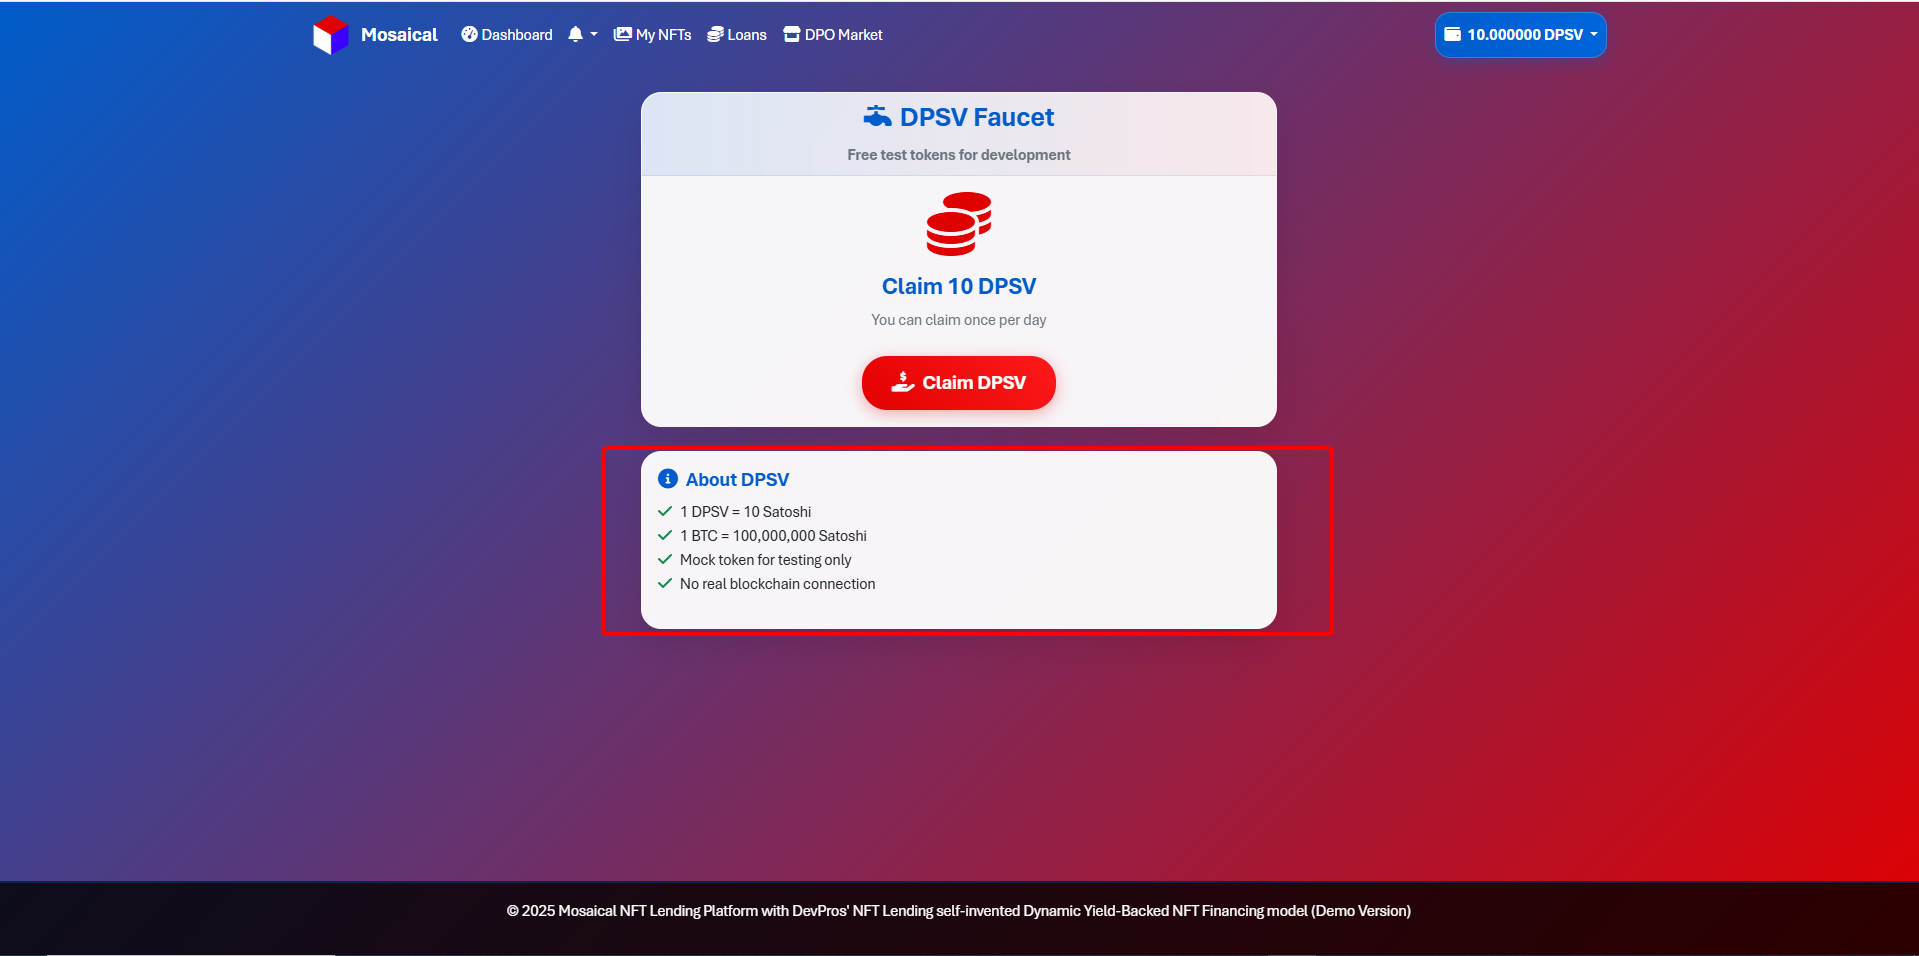 Mosaical Dashboard My NFTs Loans DPO Market 10.000000 DPSV
DPSV Faucet
Free test tokens for development
Claim 10 DPSV
You can claim once per day
Claim DPSV
About DPSV
1 DPSV = 10 Satoshi
1 BTC = 100,000,000 Satoshi
Mock token for testing only
No real blockchain connection
© 2025 Mosaical NFT Lending Platform with DevPros' NFT Lending self-invented Dynamic Yield-Backed NFT Financing model (Demo Version)